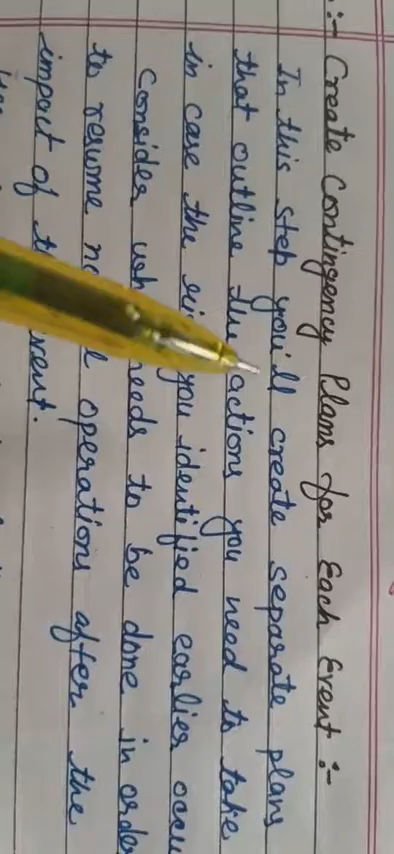 :- Create Contingency Plans for Each Event :-
In this step you'll create separate plans
that outline the actions you need to take
in case the you identified earlier
Consider needs to be done in order
to resume operations after the
impact of